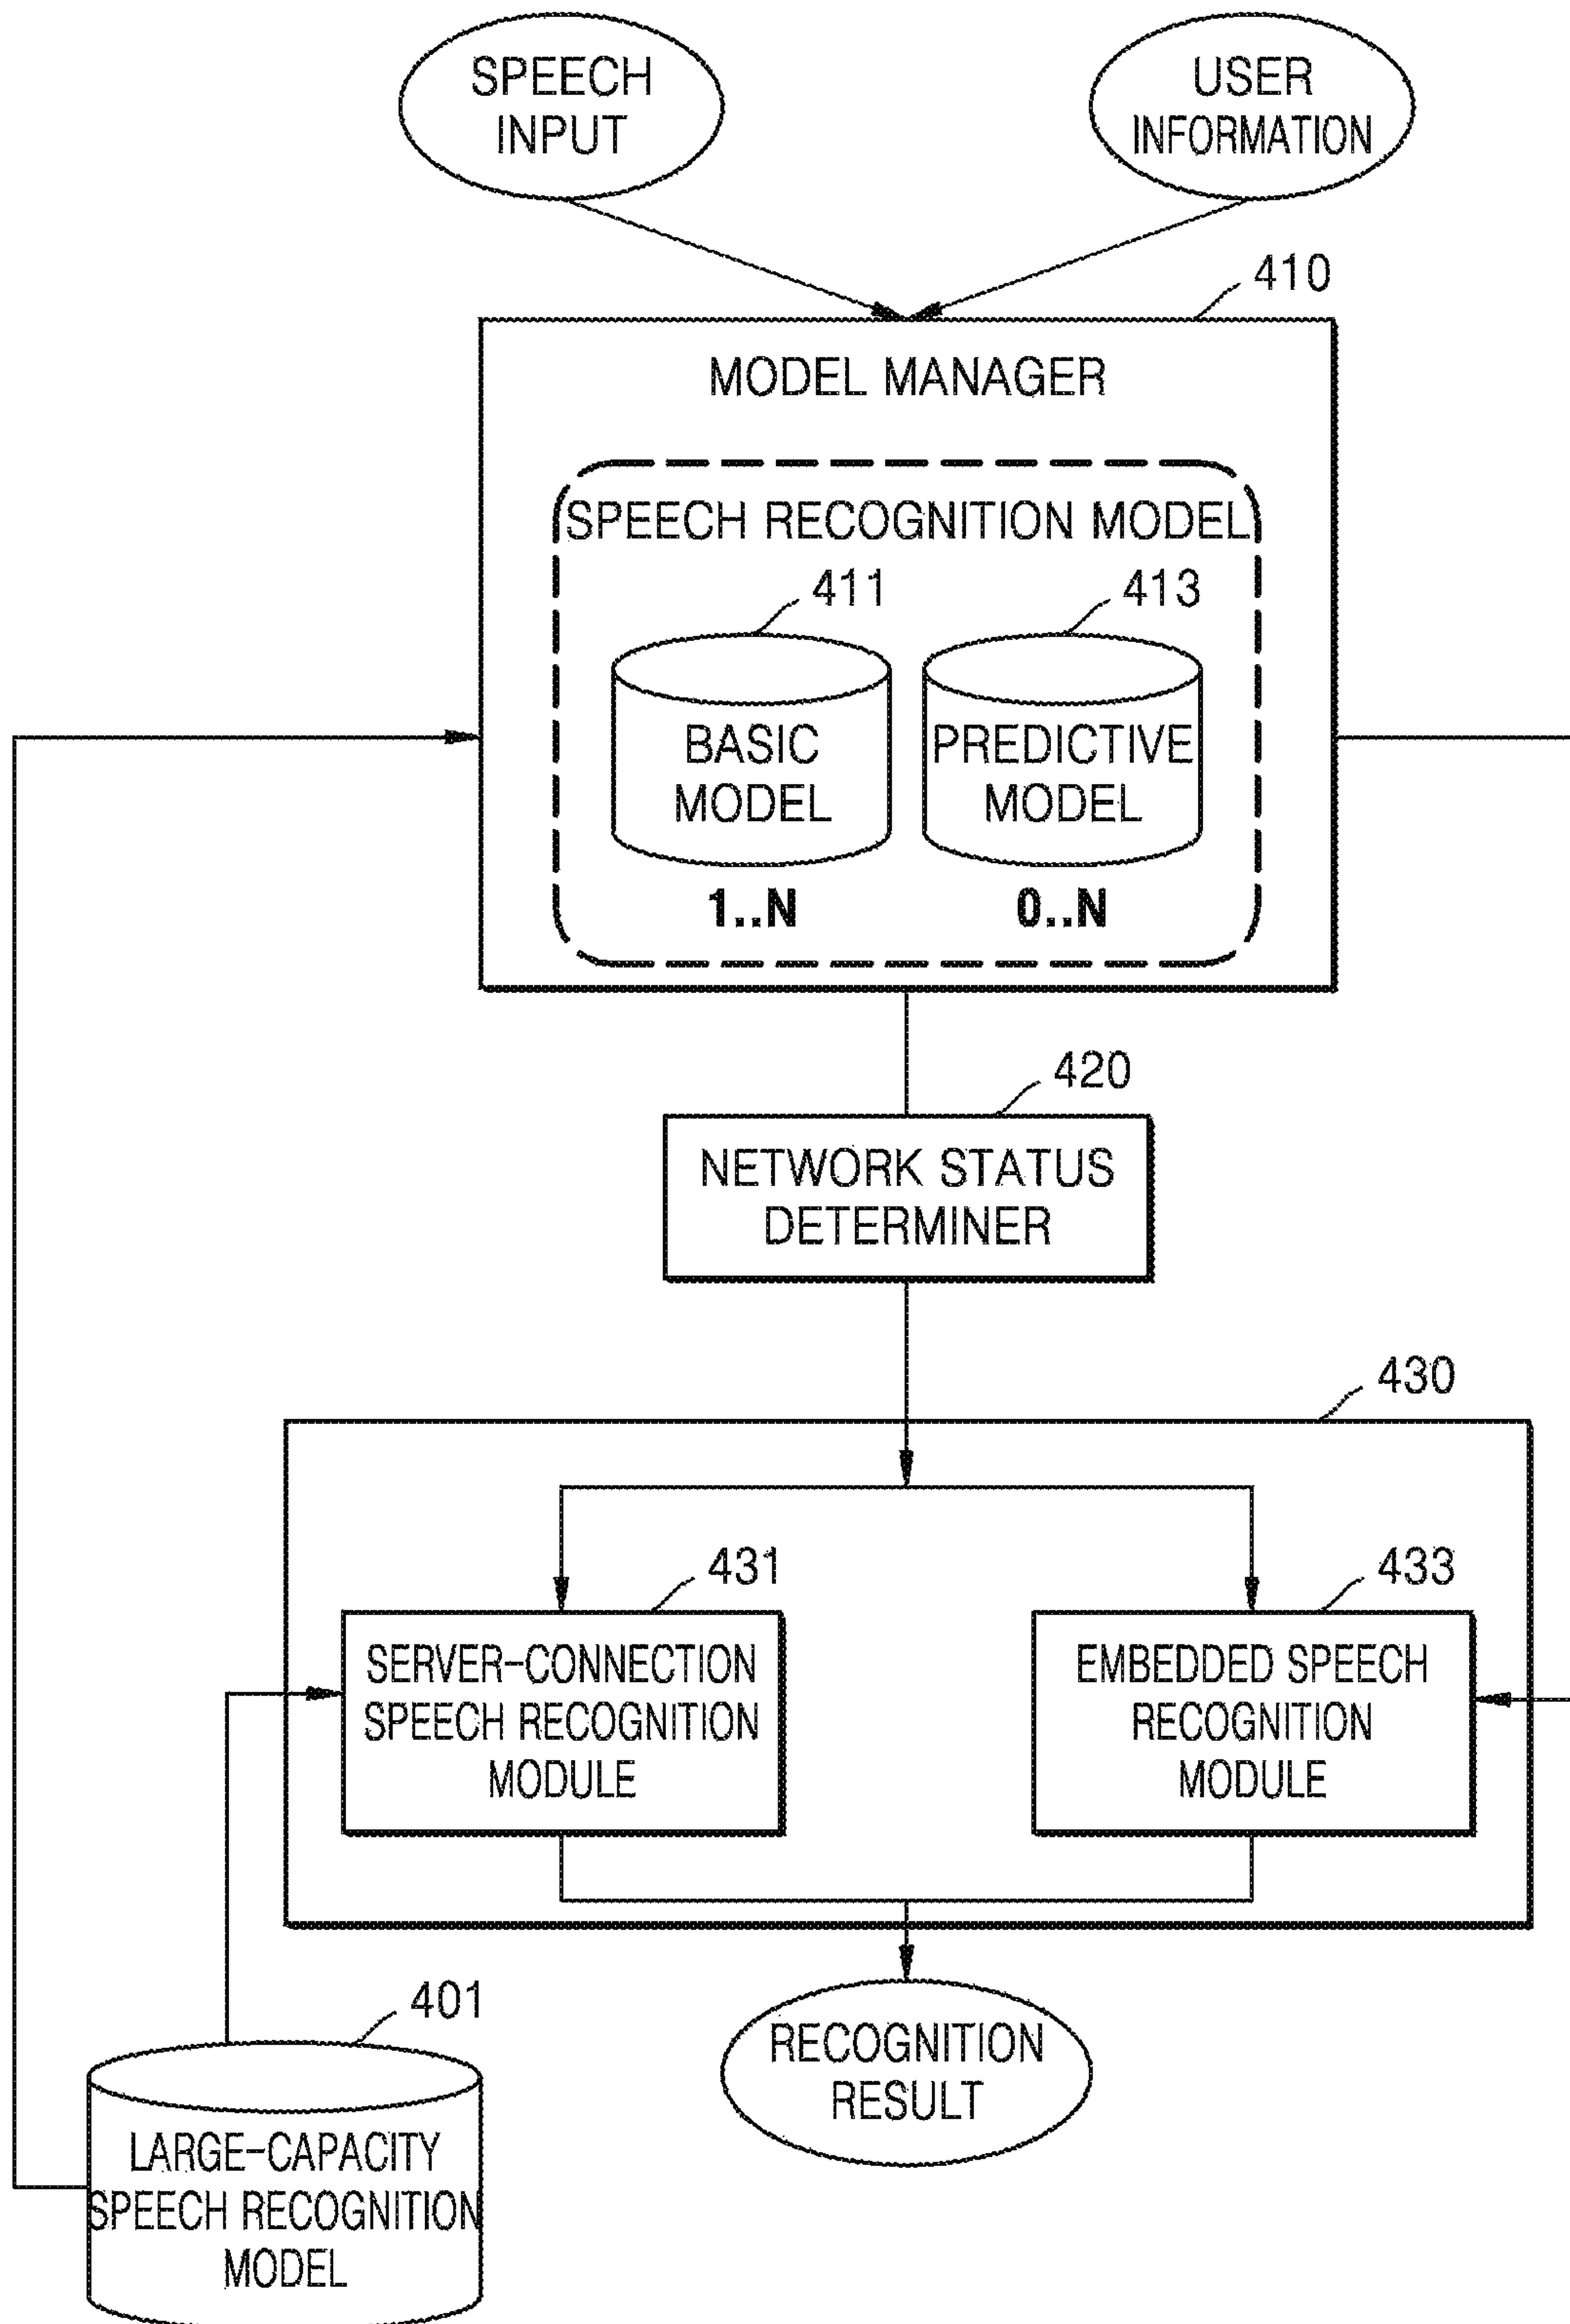 SPEECH
INPUT
USER
INFORMATION
410
MODEL MANAGER
SPEECH RECOGNITION MODEL
411
413
BASIC
MODEL
PREDICTIVE
MODEL
1..N
0..N
420
NETWORK STATUS
DETERMINER
430
431
433
SERVER-CONNECTION
SPEECH RECOGNITION
MODULE
EMBEDDED SPEECH
RECOGNITION
MODULE
401
RECOGNITION
RESULT
LARGE-CAPACITY
SPEECH RECOGNITION
MODEL